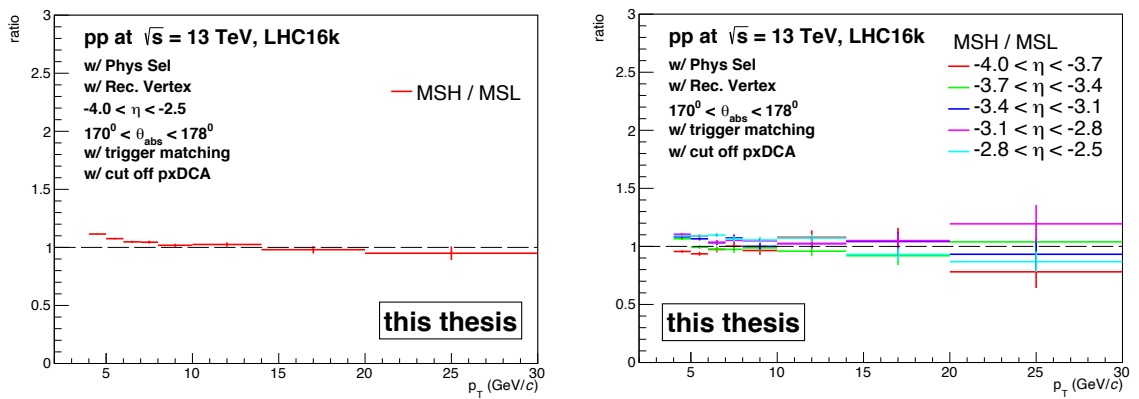 ratio
3
2.5
2
1.5
1
0.5
0
pp at √s = 13 TeV, LHC16k
w/ Phys Sel
w/ Rec. Vertex
-4.0 < η < -2.5
170⁰ < θabs < 178⁰
w/ trigger matching
w/ cut off pxDCA
MSH / MSL
this thesis
5 10 15 20 25 30
pT (GeV/c)
ratio
3
2.5
2
1.5
1
0.5
0
pp at √s = 13 TeV, LHC16k
w/ Phys Sel
w/ Rec. Vertex
170⁰ < θabs < 178⁰
w/ trigger matching
w/ cut off pxDCA
MSH / MSL
-4.0 < η < -3.7
-3.7 < η < -3.4
-3.4 < η < -3.1
-3.1 < η < -2.8
-2.8 < η < -2.5
this thesis
5 10 15 20 25 30
pT (GeV/c)